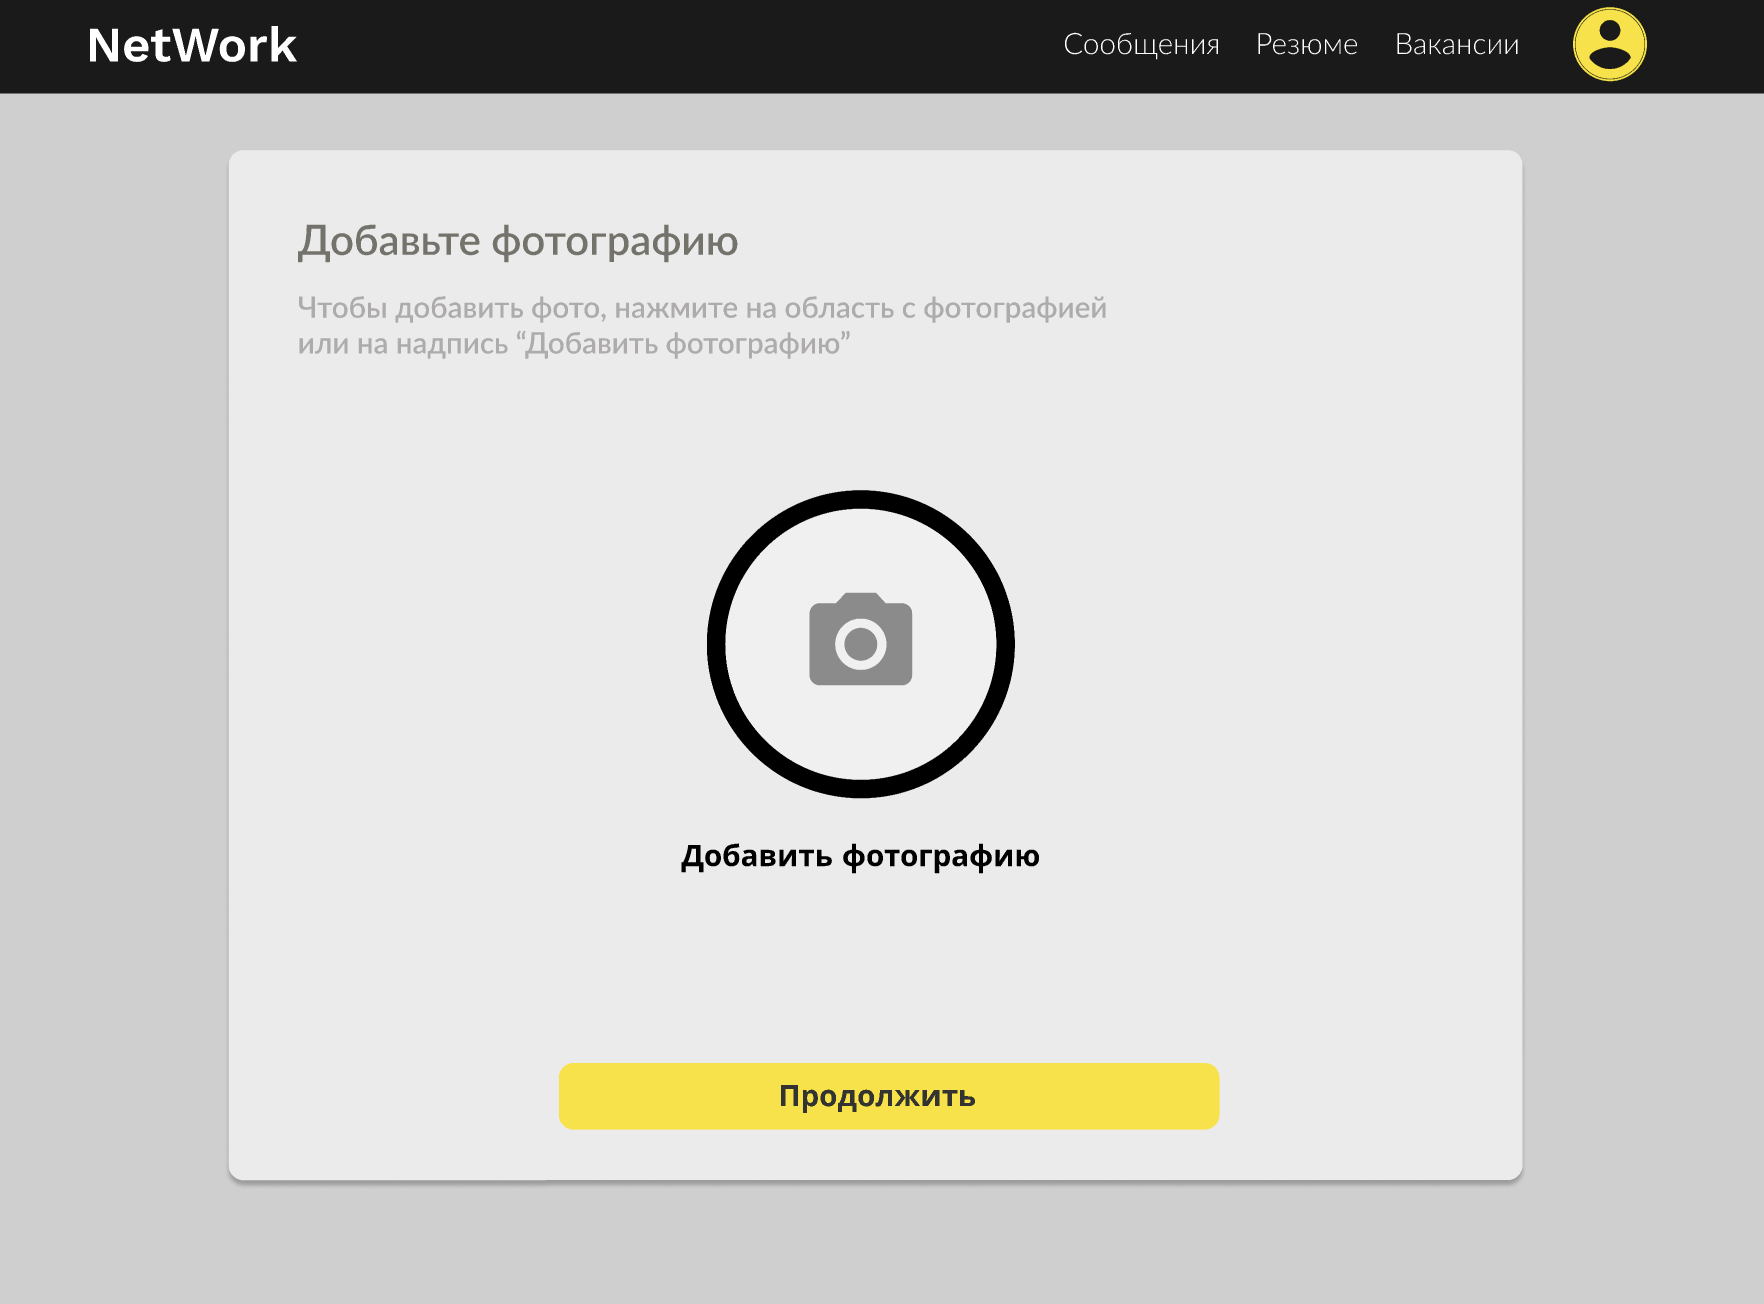 NetWork
Сообщения Резюме Вакансии
Добавьте фотографию
Чтобы добавить фото, нажмите на область с фотографией
или на надпись “Добавить фотографию”
Добавить фотографию
Продолжить